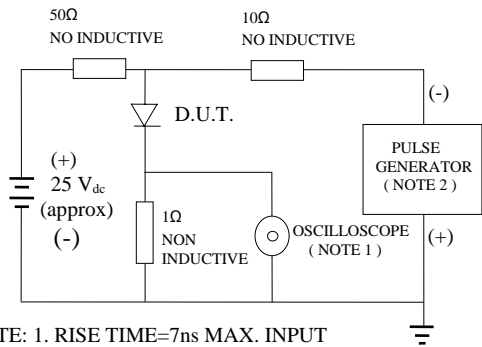 50Ω
NO INDUCTIVE
10Ω
NO INDUCTIVE
(-)
D.U.T.
PULSE
GENERATOR
( NOTE 2 )
(+)
25 Vdc
(approx)
(-)
1Ω
NON
INDUCTIVE
OSCILLOSCOPE
( NOTE 1 )
(+)
TE: 1. RISE TIME=7ns MAX. INPUT